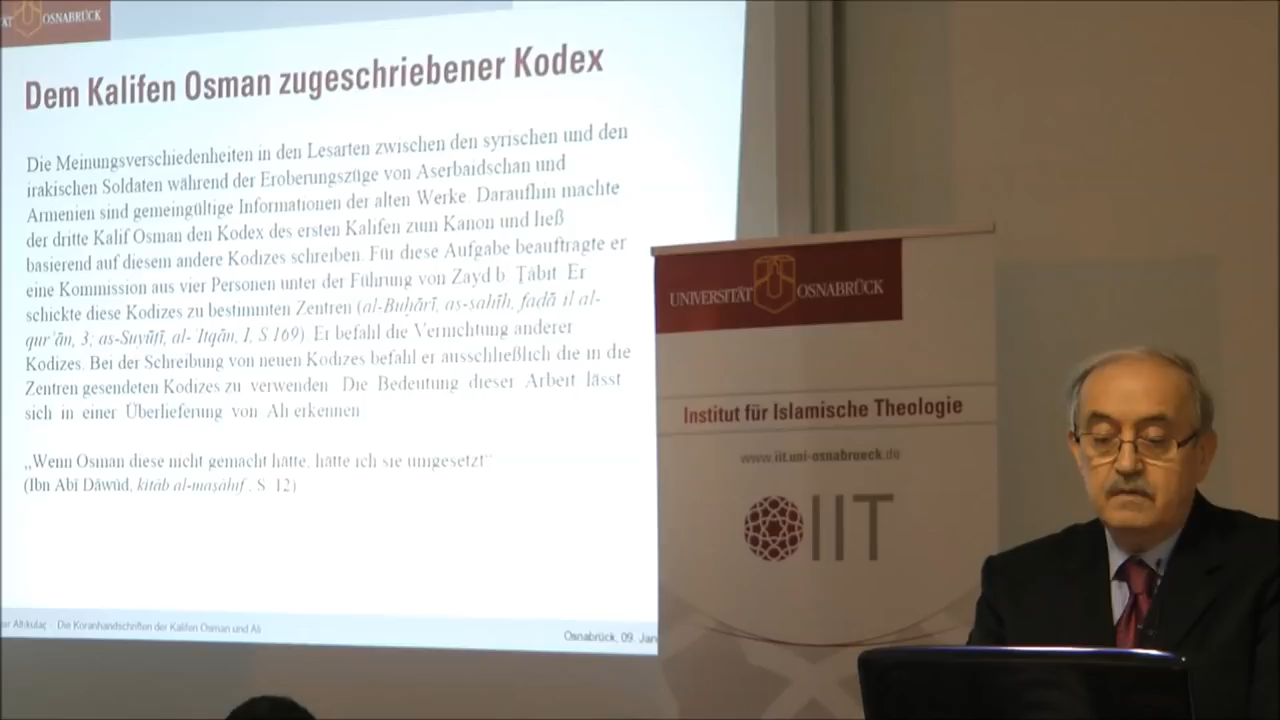 OSNABRÜCK
Dem Kalifen Osman zugeschriebener Kodex
Die Meinungsverschiedenheiten in den Lesarten zwischen den syrischen und den
irakischen Soldaten während der Eroberungszüge von Aserbaidschan und
Armenien sind gemeingültige Informationen der alten Werke. Daraufhin machte
der dritte Kalif Osman den Kodex des ersten Kalifen zum Kanon und ließ
basierend auf diesem andere Kodizes schreiben. Für diese Aufgabe beauftragte er
eine Kommission aus vier Personen unter der Führung von Zayd b. Ṯābit. Er
schickte diese Kodizes zu bestimmten Zentren (al-Buḫārī, as-sahīh, fadā il al-
qur'ān, 3; as-Suyūtī, al-'Itqān, I, S 169) Er befahl die Vernichtung anderer
Kodizes. Bei der Schreibung von neuen Kodizes befahl er ausschließlich die in die
Zentren gesendeten Kodizes zu verwenden. Die Bedeutung dieser Arbeit lässt
sich in einer Überlieferung von Ali erkennen
„Wenn Osman diese nicht gemacht hätte, hätte ich sie umgesetzt“
(Ibn Abī Dāwūd, kitāb al-maṣāhif, S 12)
Altıkulaç - Die Koranhandschriften der Kalifen Osman und Ali
Osnabrück, 09. Jan
UNIVERSITÄT OSNABRÜCK
Institut für Islamische Theologie
www.iit.uni-osnabrueck.de
IIT